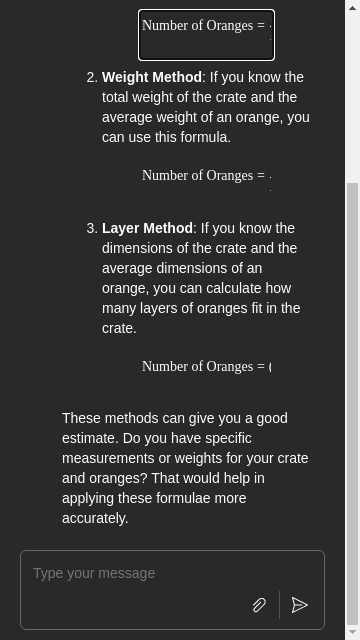 Number of Oranges =
2. Weight Method: If you know the
total weight of the crate and the
average weight of an orange, you
can use this formula.
Number of Oranges =
3. Layer Method: If you know the
dimensions of the crate and the
average dimensions of an
orange, you can calculate how
many layers of oranges fit in the
crate.
Number of Oranges = (
These methods can give you a good
estimate. Do you have specific
measurements or weights for your crate
and oranges? That would help in
applying these formulae more
accurately.
Type your message